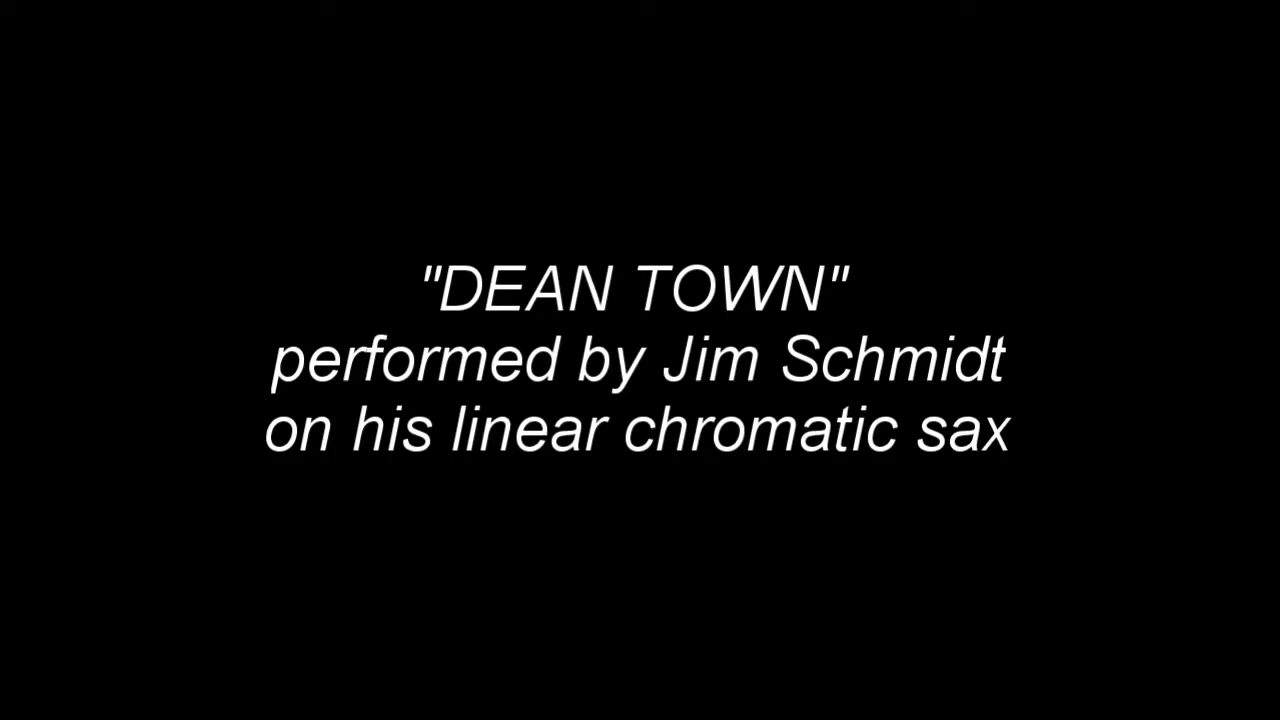 "DEAN TOWN"
performed by Jim Schmidt
on his linear chromatic sax